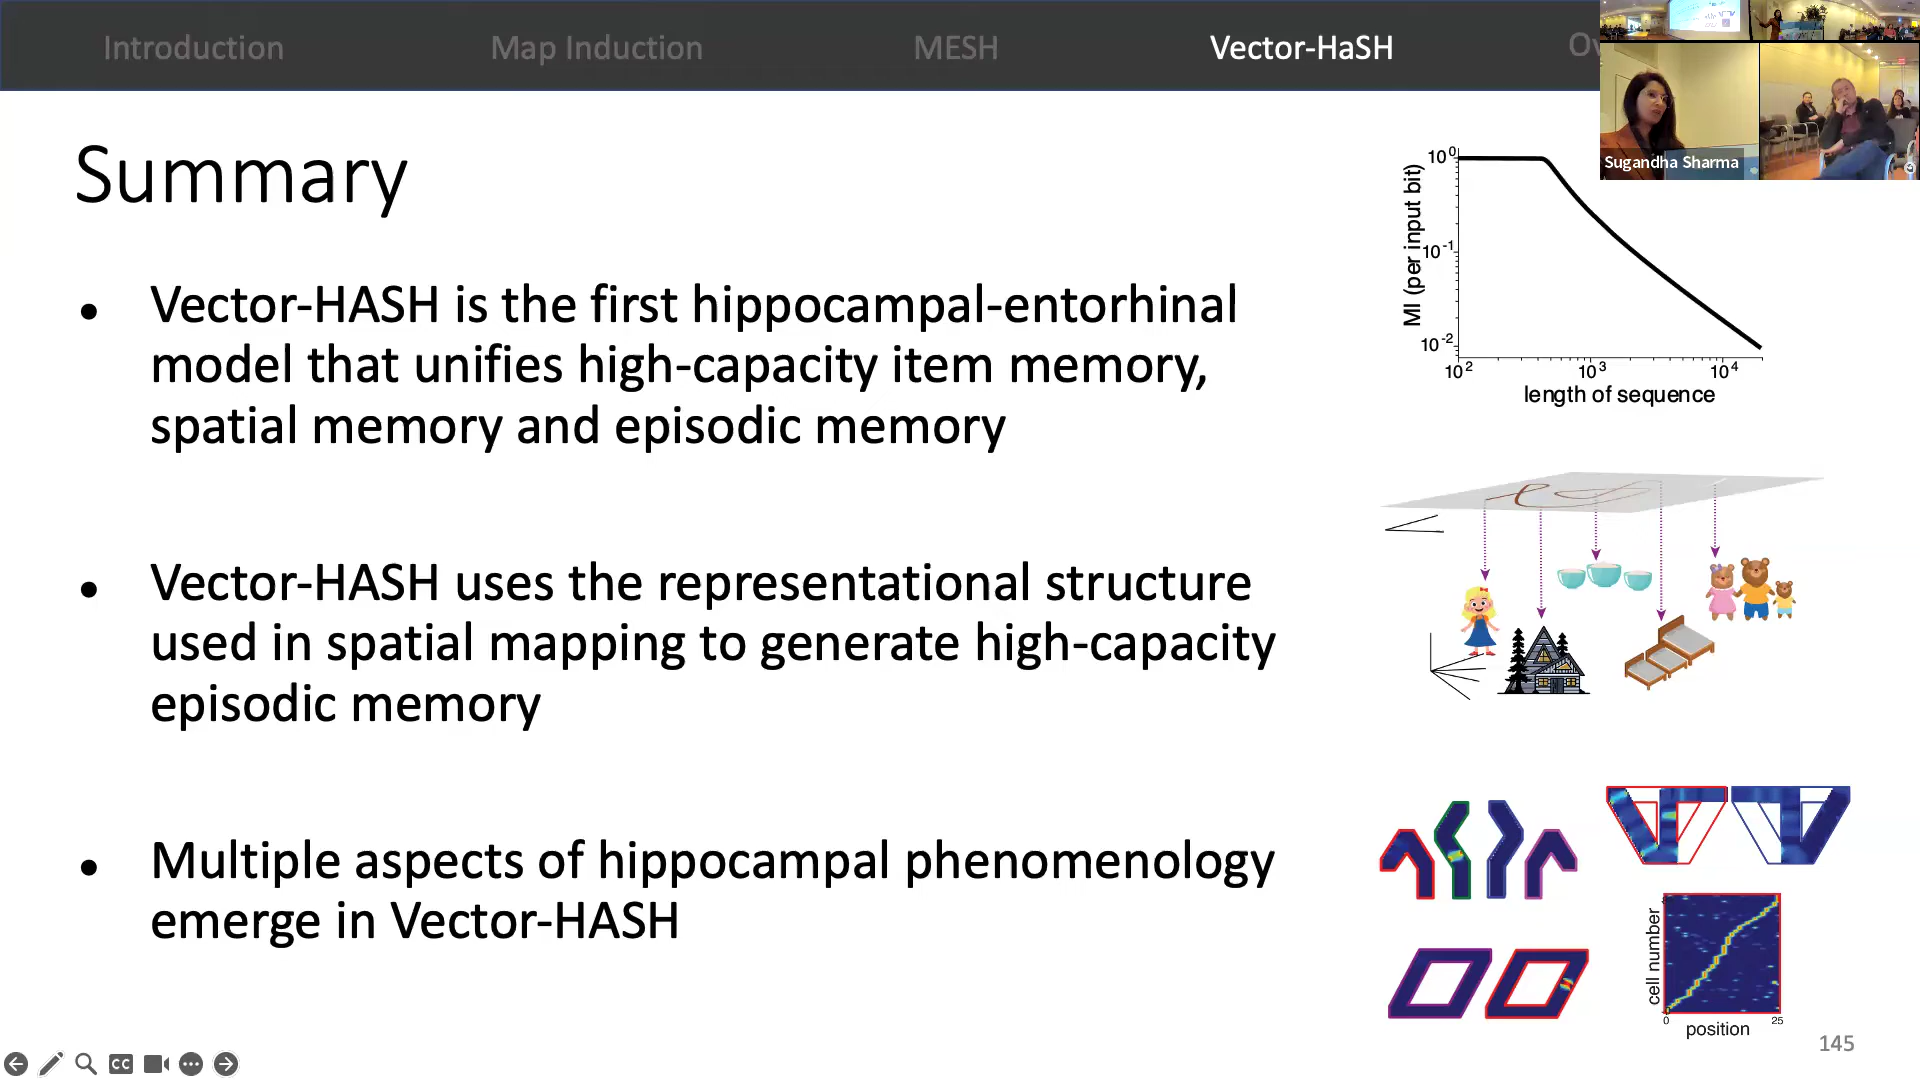 Introduction
Map Induction
MESH
Vector-HaSH
Ov
Sugandha Sharma
Summary
● Vector-HASH is the first hippocampal-entorhinal
model that unifies high-capacity item memory,
spatial memory and episodic memory
● Vector-HASH uses the representational structure
used in spatial mapping to generate high-capacity
episodic memory
● Multiple aspects of hippocampal phenomenology
emerge in Vector-HASH
MI (per input bit)
10⁰
10⁻¹
10⁻²
10² 10³ 10⁴
length of sequence
cell number
0 25
position
145
CC